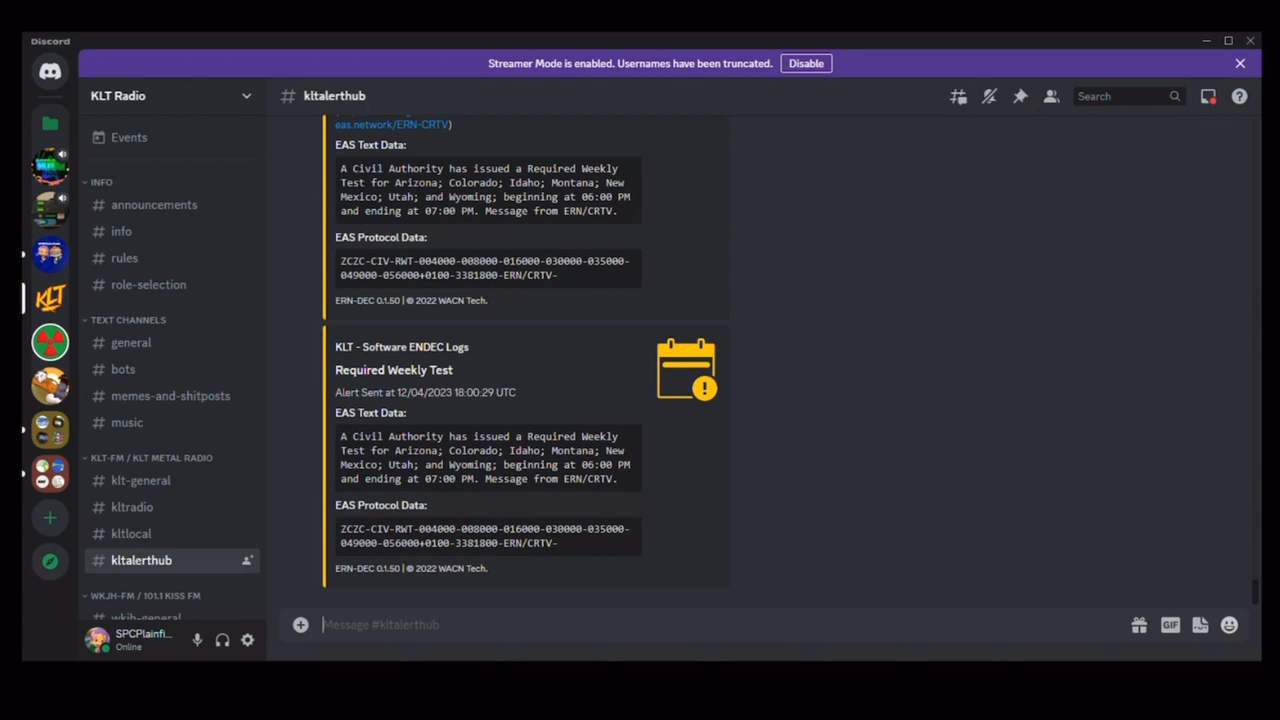 Discord
Streamer Mode is enabled. Usernames have been truncated. Disable
KLT Radio
# kltalerthub
Search
Events
INFO
# announcements
# info
# rules
# role-selection
TEXT CHANNELS
# general
# bots
# memes-and-shitposts
# music
KLT-FM / KLT METAL RADIO
# klt-general
# kltradio
# kltlocal
# kltalerthub
WKJH-FM / 101.1 KISS FM
# wkjh-general
SPCPlainfi...
Online
KLT
eas.network/ERN-CRTV)
EAS Text Data:
A Civil Authority has issued a Required Weekly
Test for Arizona; Colorado; Idaho; Montana; New
Mexico; Utah; and Wyoming; beginning at 06:00 PM
and ending at 07:00 PM. Message from ERN/CRTV.
EAS Protocol Data:
ZCZC-CIV-RWT-004000-008000-016000-030000-035000-
049000-056000+0100-3381800-ERN/CRTV-
ERN-DEC 0.1.50 | © 2022 WACN Tech.
KLT - Software ENDEC Logs
Required Weekly Test
Alert Sent at 12/04/2023 18:00:29 UTC
EAS Text Data:
A Civil Authority has issued a Required Weekly
Test for Arizona; Colorado; Idaho; Montana; New
Mexico; Utah; and Wyoming; beginning at 06:00 PM
and ending at 07:00 PM. Message from ERN/CRTV.
EAS Protocol Data:
ZCZC-CIV-RWT-004000-008000-016000-030000-035000-
049000-056000+0100-3381800-ERN/CRTV-
ERN-DEC 0.1.50 | © 2022 WACN Tech.
Message #kltalerthub
GIF